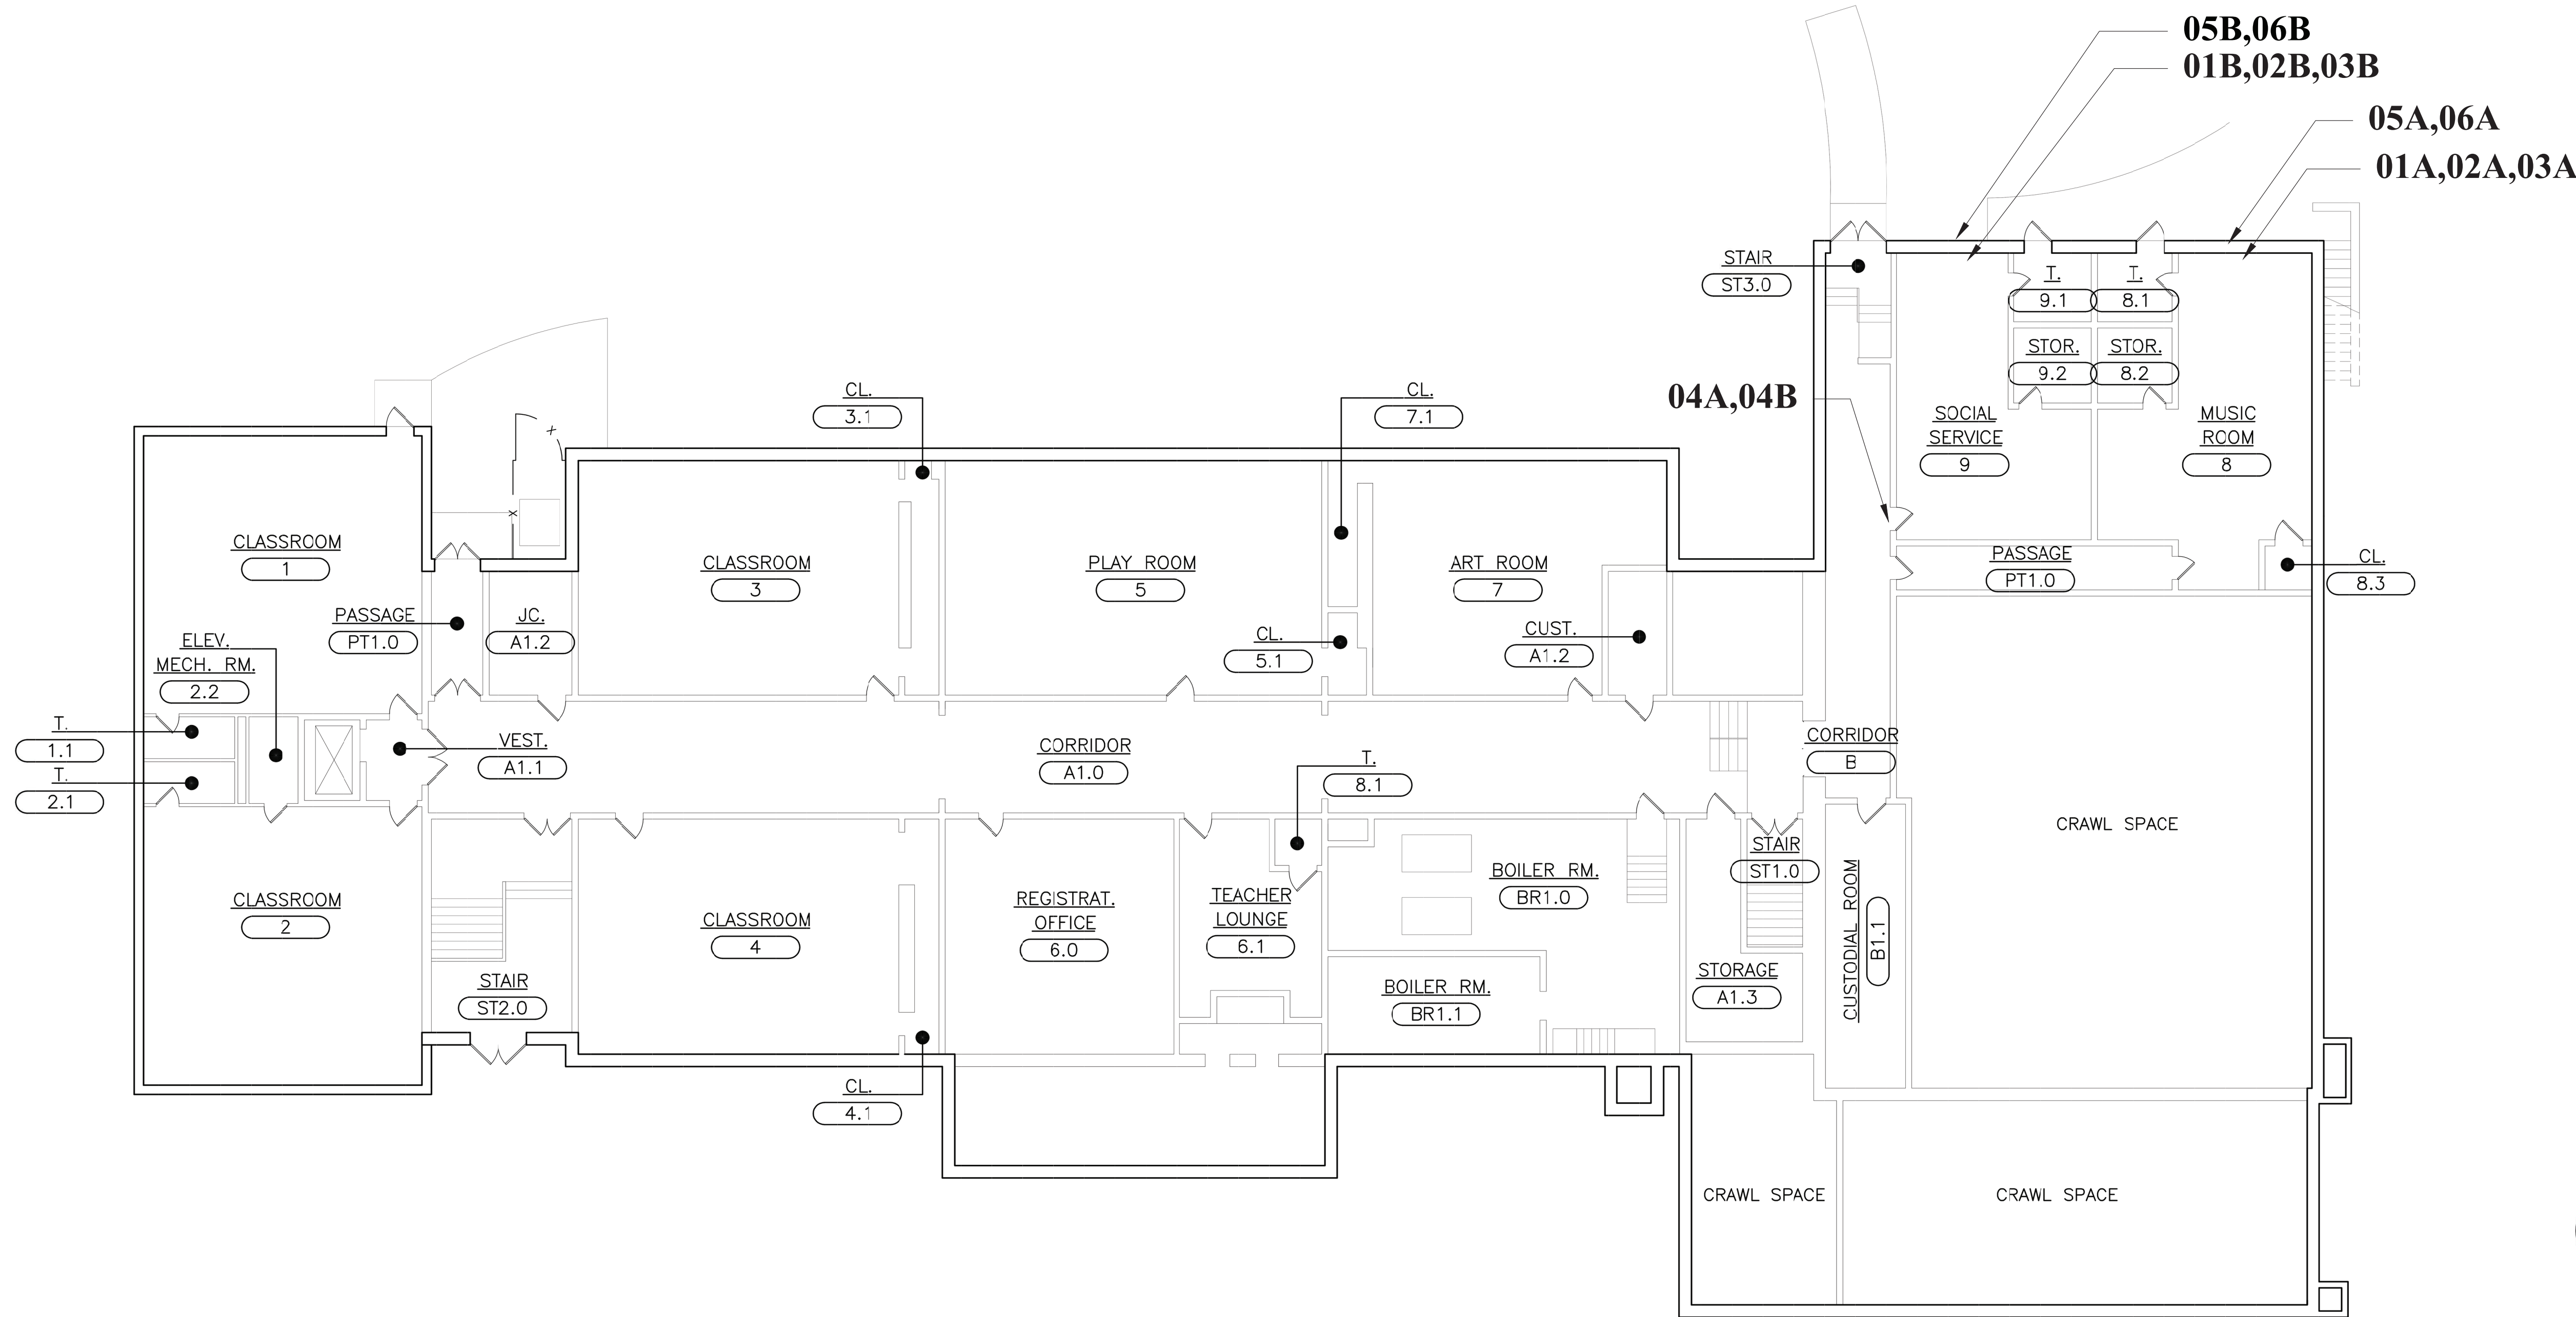 05B,06B
01B,02B,03B
05A,06A
01A,02A,03A
STAIR
ST3.0
T.
9.1
T.
8.1
STOR.
9.2
STOR.
8.2
04A,04B
SOCIAL
SERVICE
9
MUSIC
ROOM
8
CL.
3.1
CL.
7.1
CLASSROOM
1
X
X
CLASSROOM
3
PLAY ROOM
5
ART ROOM
7
PASSAGE
PT1.0
CL.
8.3
PASSAGE
PT1.0
JC.
A1.2
CL.
5.1
CUST.
A1.2
ELEV.
MECH. RM.
2.2
T.
1.1
T.
2.1
VEST.
A1.1
CORRIDOR
A1.0
T.
8.1
CORRIDOR
B
CRAWL SPACE
CLASSROOM
2
STAIR
ST2.0
CLASSROOM
4
REGISTRAT.
OFFICE
6.0
TEACHER
LOUNGE
6.1
BOILER RM.
BR1.0
BOILER RM.
BR1.1
STAIR
ST1.0
STORAGE
A1.3
CUSTODIAL ROOM
B1.1
CL.
4.1
CRAWL SPACE
CRAWL SPACE